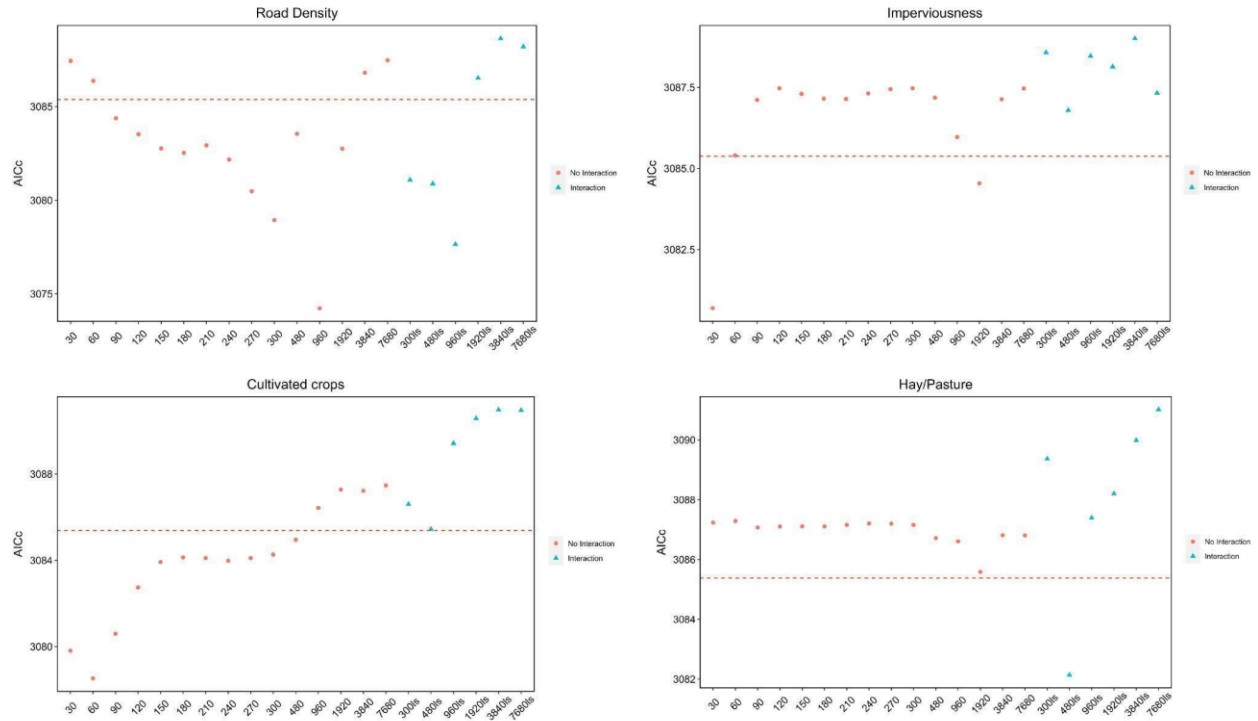 Road Density
AICc
3085
3080
3075
30 60 90 120 150 180 210 240 270 300 480 960 1920 3840 7680 300ls 480ls 960ls 1920ls 3840ls 7680ls
No Interaction
Interaction
Imperviousness
AICc
3087.5
3085.0
3082.5
30 60 90 120 150 180 210 240 270 300 480 960 1920 3840 7680 300ls 480ls 960ls 1920ls 3840ls 7680ls
No Interaction
Interaction
Cultivated crops
AICc
3088
3084
3080
30 60 90 120 150 180 210 240 270 300 480 960 1920 3840 7680 300ls 480ls 960ls 1920ls 3840ls 7680ls
No Interaction
Interaction
Hay/Pasture
AICc
3090
3088
3086
3084
3082
30 60 90 120 150 180 210 240 270 300 480 960 1920 3840 7680 300ls 480ls 960ls 1920ls 3840ls 7680ls
No Interaction
Interaction